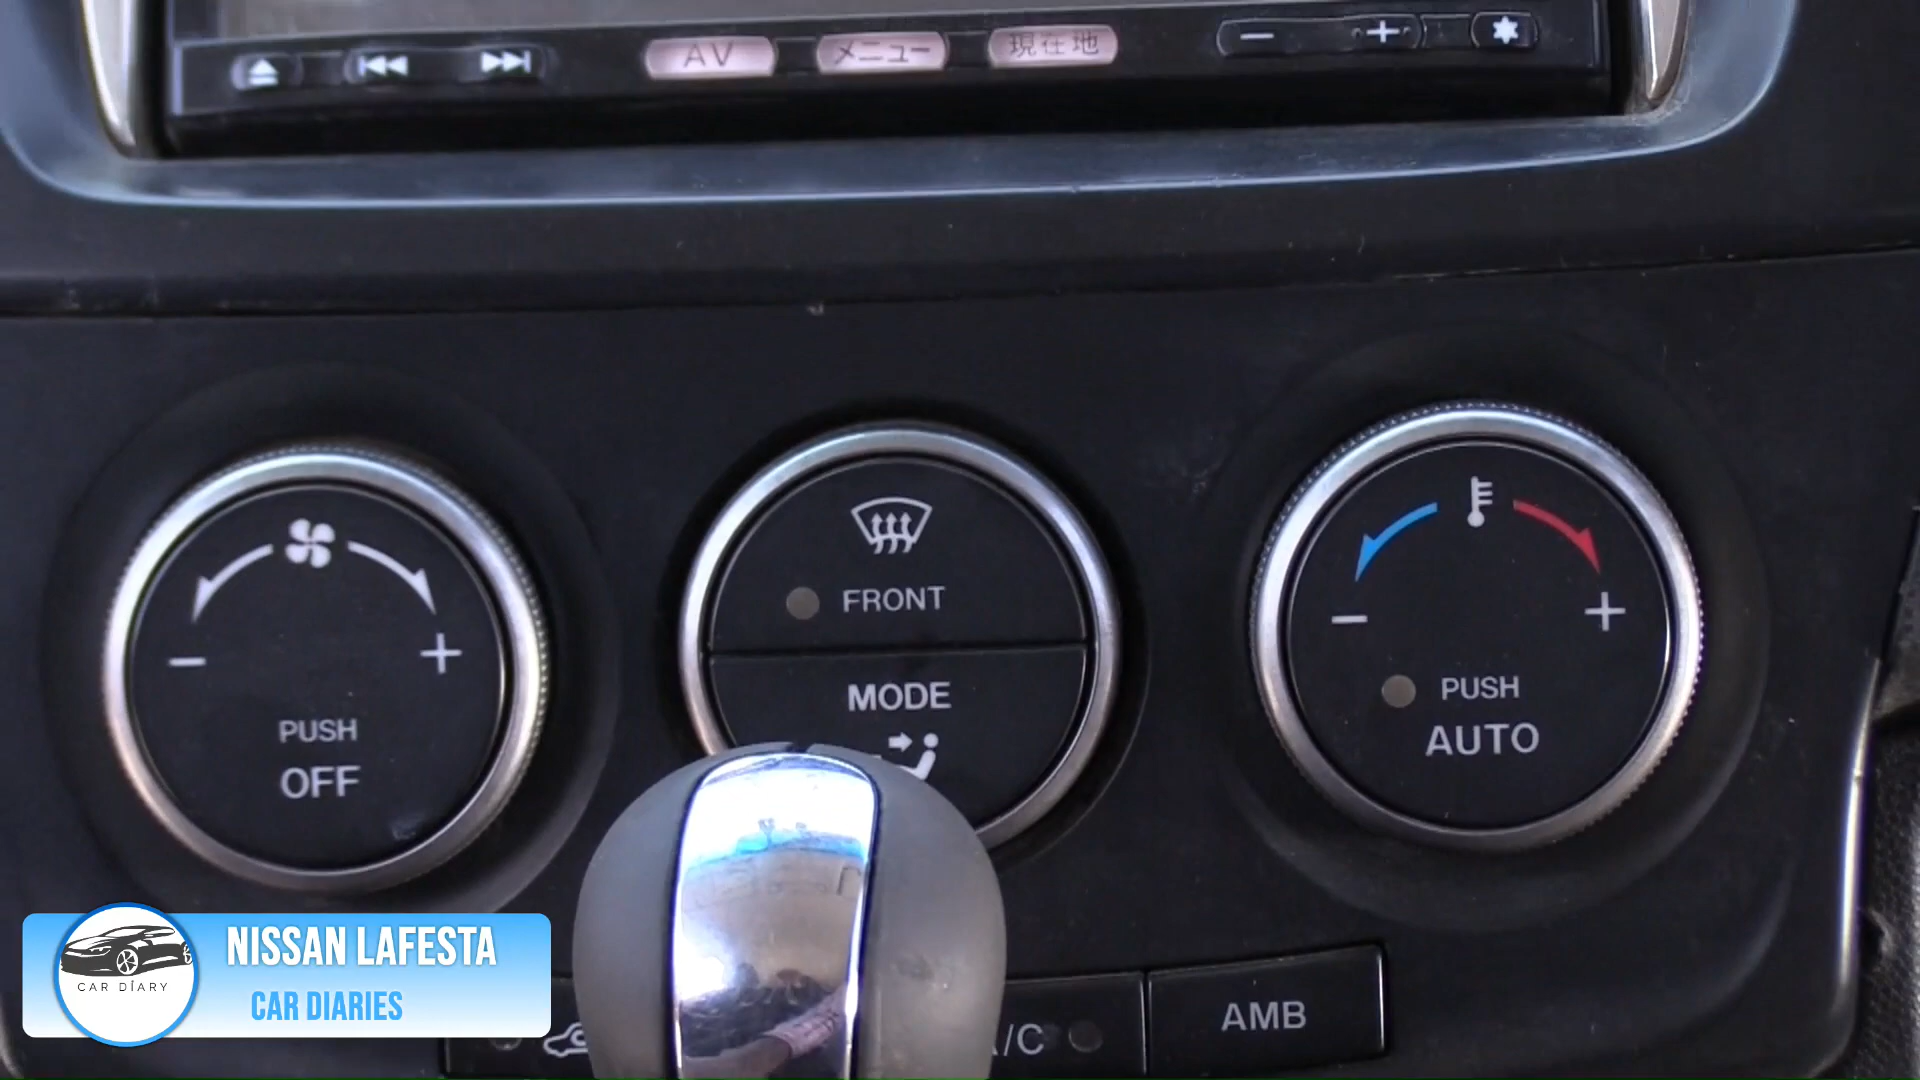 AV メニュー 現在地
FRONT
MODE
PUSH
OFF
PUSH
AUTO
/C
AMB
NISSAN LAFESTA
CAR DIARIES
CAR DIARY